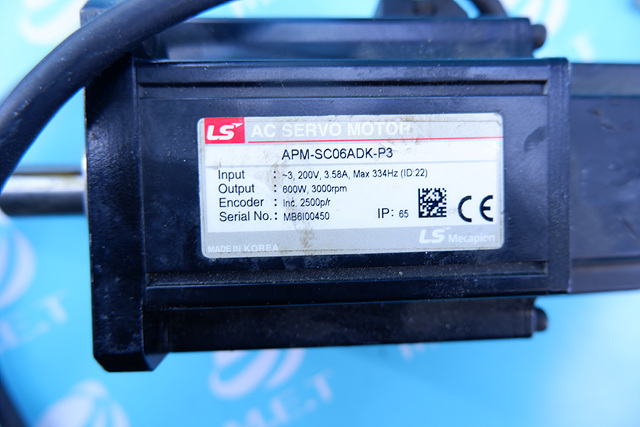 LS AC SERVO MOTOR
APM-SC06ADK-P3
Input : ~3, 200V, 3.58A, Max 334Hz (ID:22)
Output : 600W, 3000rpm
Encoder : Inc. 2500p/r
Serial No. : MB6I00450
IP: 65
CE
LS Mecapion
MADE IN KOREA
M.E.T